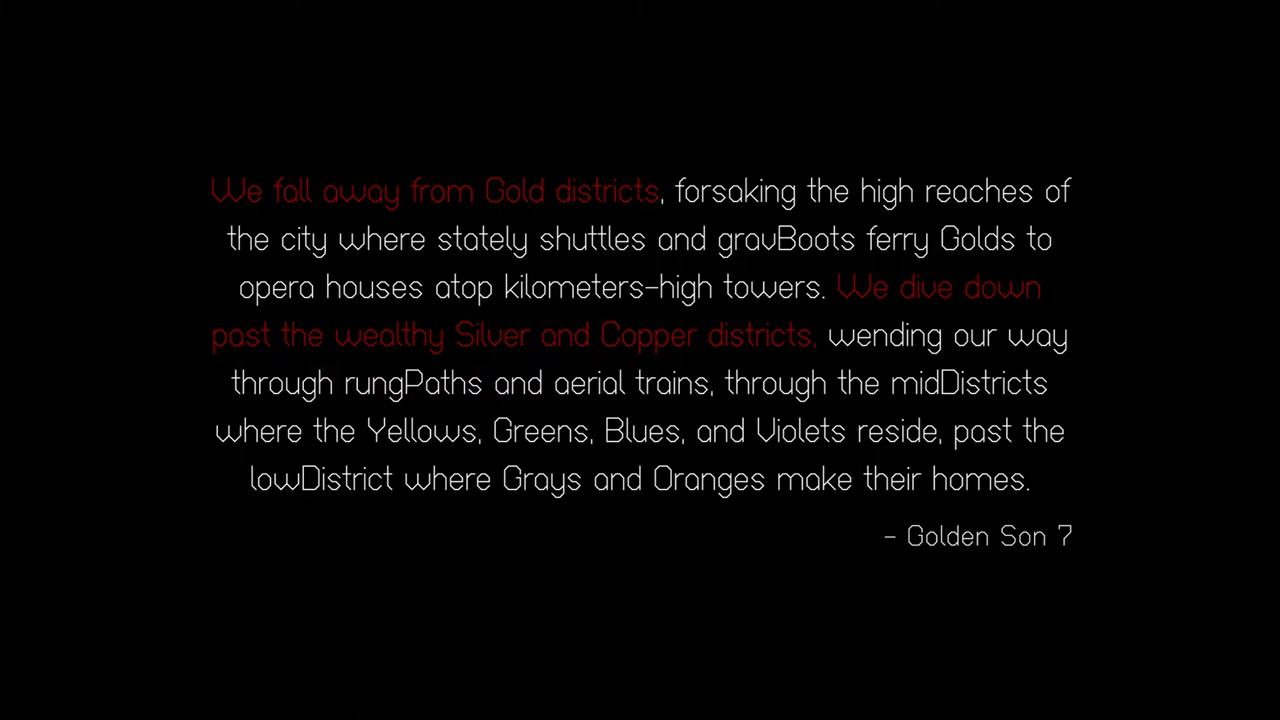 We fall away from Gold districts, forsaking the high reaches of
the city where stately shuttles and gravBoots ferry Golds to
opera houses atop kilometers-high towers. We dive down
past the wealthy Silver and Copper districts, wending our way
through rungPaths and aerial trains, through the midDistricts
where the Yellows, Greens, Blues, and Violets reside, past the
lowDistrict where Grays and Oranges make their homes.
- Golden Son 7